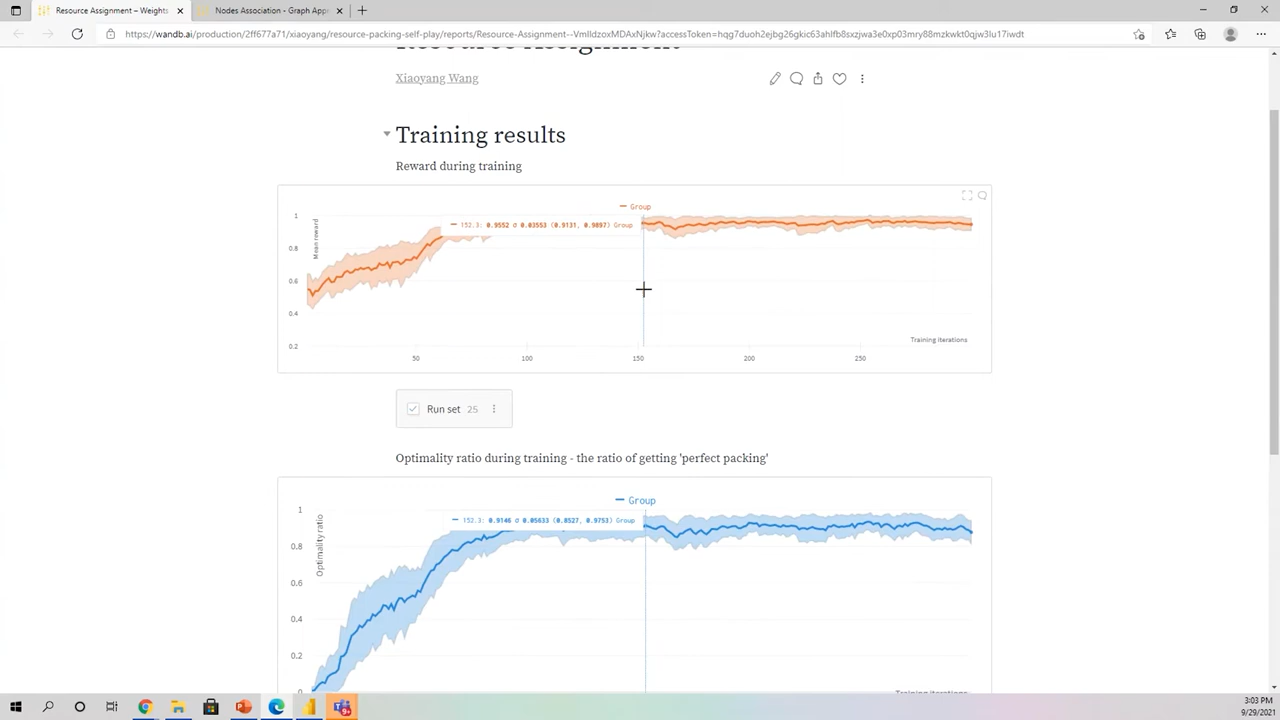 Resource Assignment – Weights
Nodes Association - Graph App
https://wandb.ai/production/2ff677a71/xiaoyang/resource-packing-self-play/reports/Resource-Assignment--VmlldzoxMDAxNjkw?accessToken=hqg7duoh2ejbg26gkic63ahlfb8sxzjwa3e0xp03mry88mzkwkt0qjw3lu17iwdt
Resource Assignment
Xiaoyang Wang
Training results
Reward during training
Group
152.3: 0.9552 σ 0.03553 (0.9131, 0.9897) Group
Mean reward
1
0.8
0.6
0.4
0.2
Training iterations
50
100
150
200
250
Run set 25
Optimality ratio during training - the ratio of getting 'perfect packing'
Group
152.3: 0.9146 σ 0.05633 (0.8527, 0.9753) Group
Optimality ratio
1
0.8
0.6
0.4
0.2
0
Training iterations
3:03 PM
9/29/2021